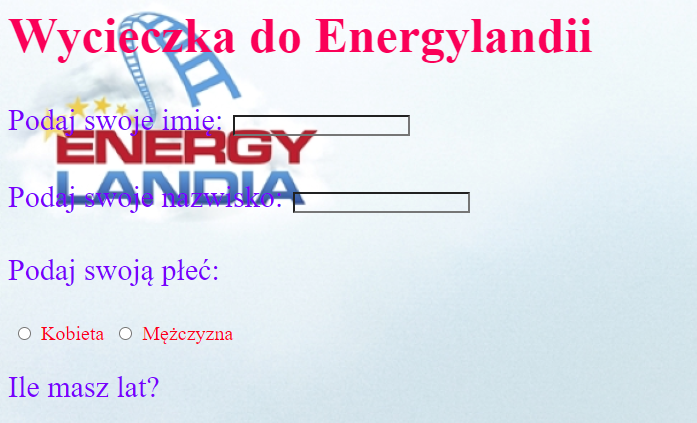 Wycieczka do Energylandii
Podaj swoje imię:
ENERGY
LANDIA
Podaj swoje nazwisko:
Podaj swoją płeć:
Kobieta Mężczyzna
Ile masz lat?